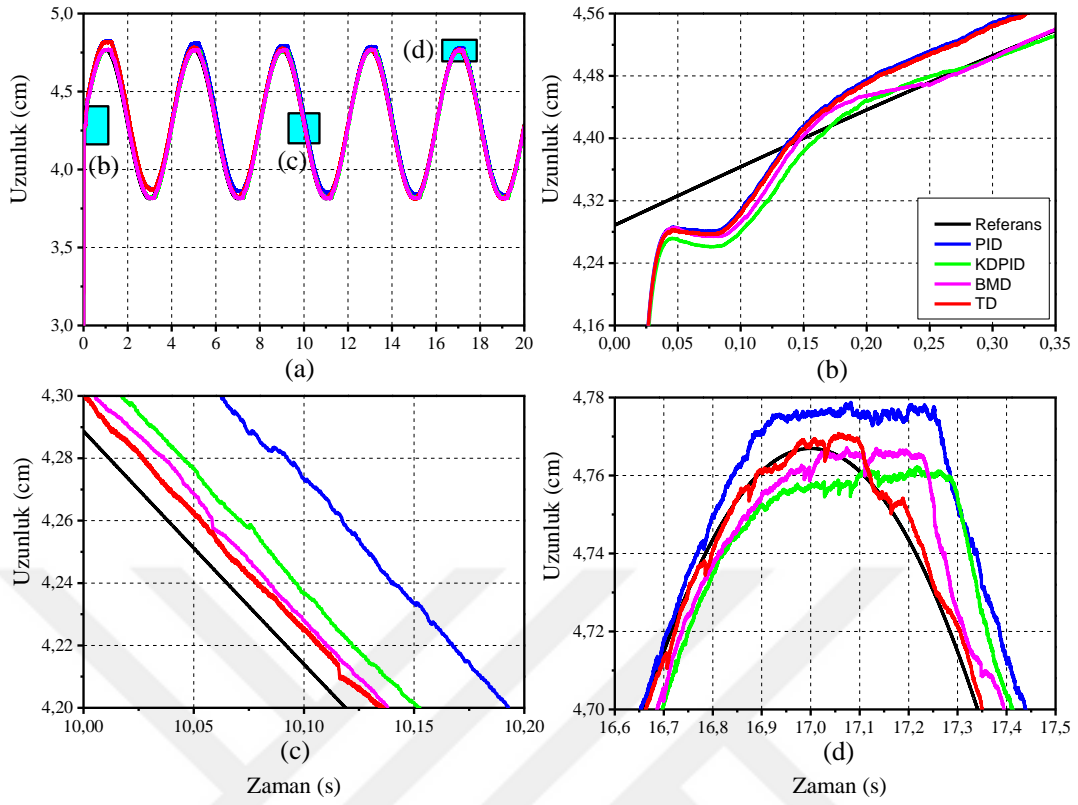 5,0
4,5
4,0
3,5
3,0
Uzunluk (cm)
(b)
(c)
(d)
0 2 4 6 8 10 12 14 16 18 20
(a)
4,56
4,48
4,40
4,32
4,24
4,16
Uzunluk (cm)
Referans
PID
KDPID
BMD
TD
0,00 0,05 0,10 0,15 0,20 0,25 0,30 0,35
(b)
4,30
4,28
4,26
4,24
4,22
4,20
Uzunluk (cm)
10,00 10,05 10,10 10,15 10,20
(c)
Zaman (s)
4,78
4,76
4,74
4,72
4,70
Uzunluk (cm)
16,6 16,7 16,8 16,9 17,0 17,1 17,2 17,3 17,4 17,5
(d)
Zaman (s)